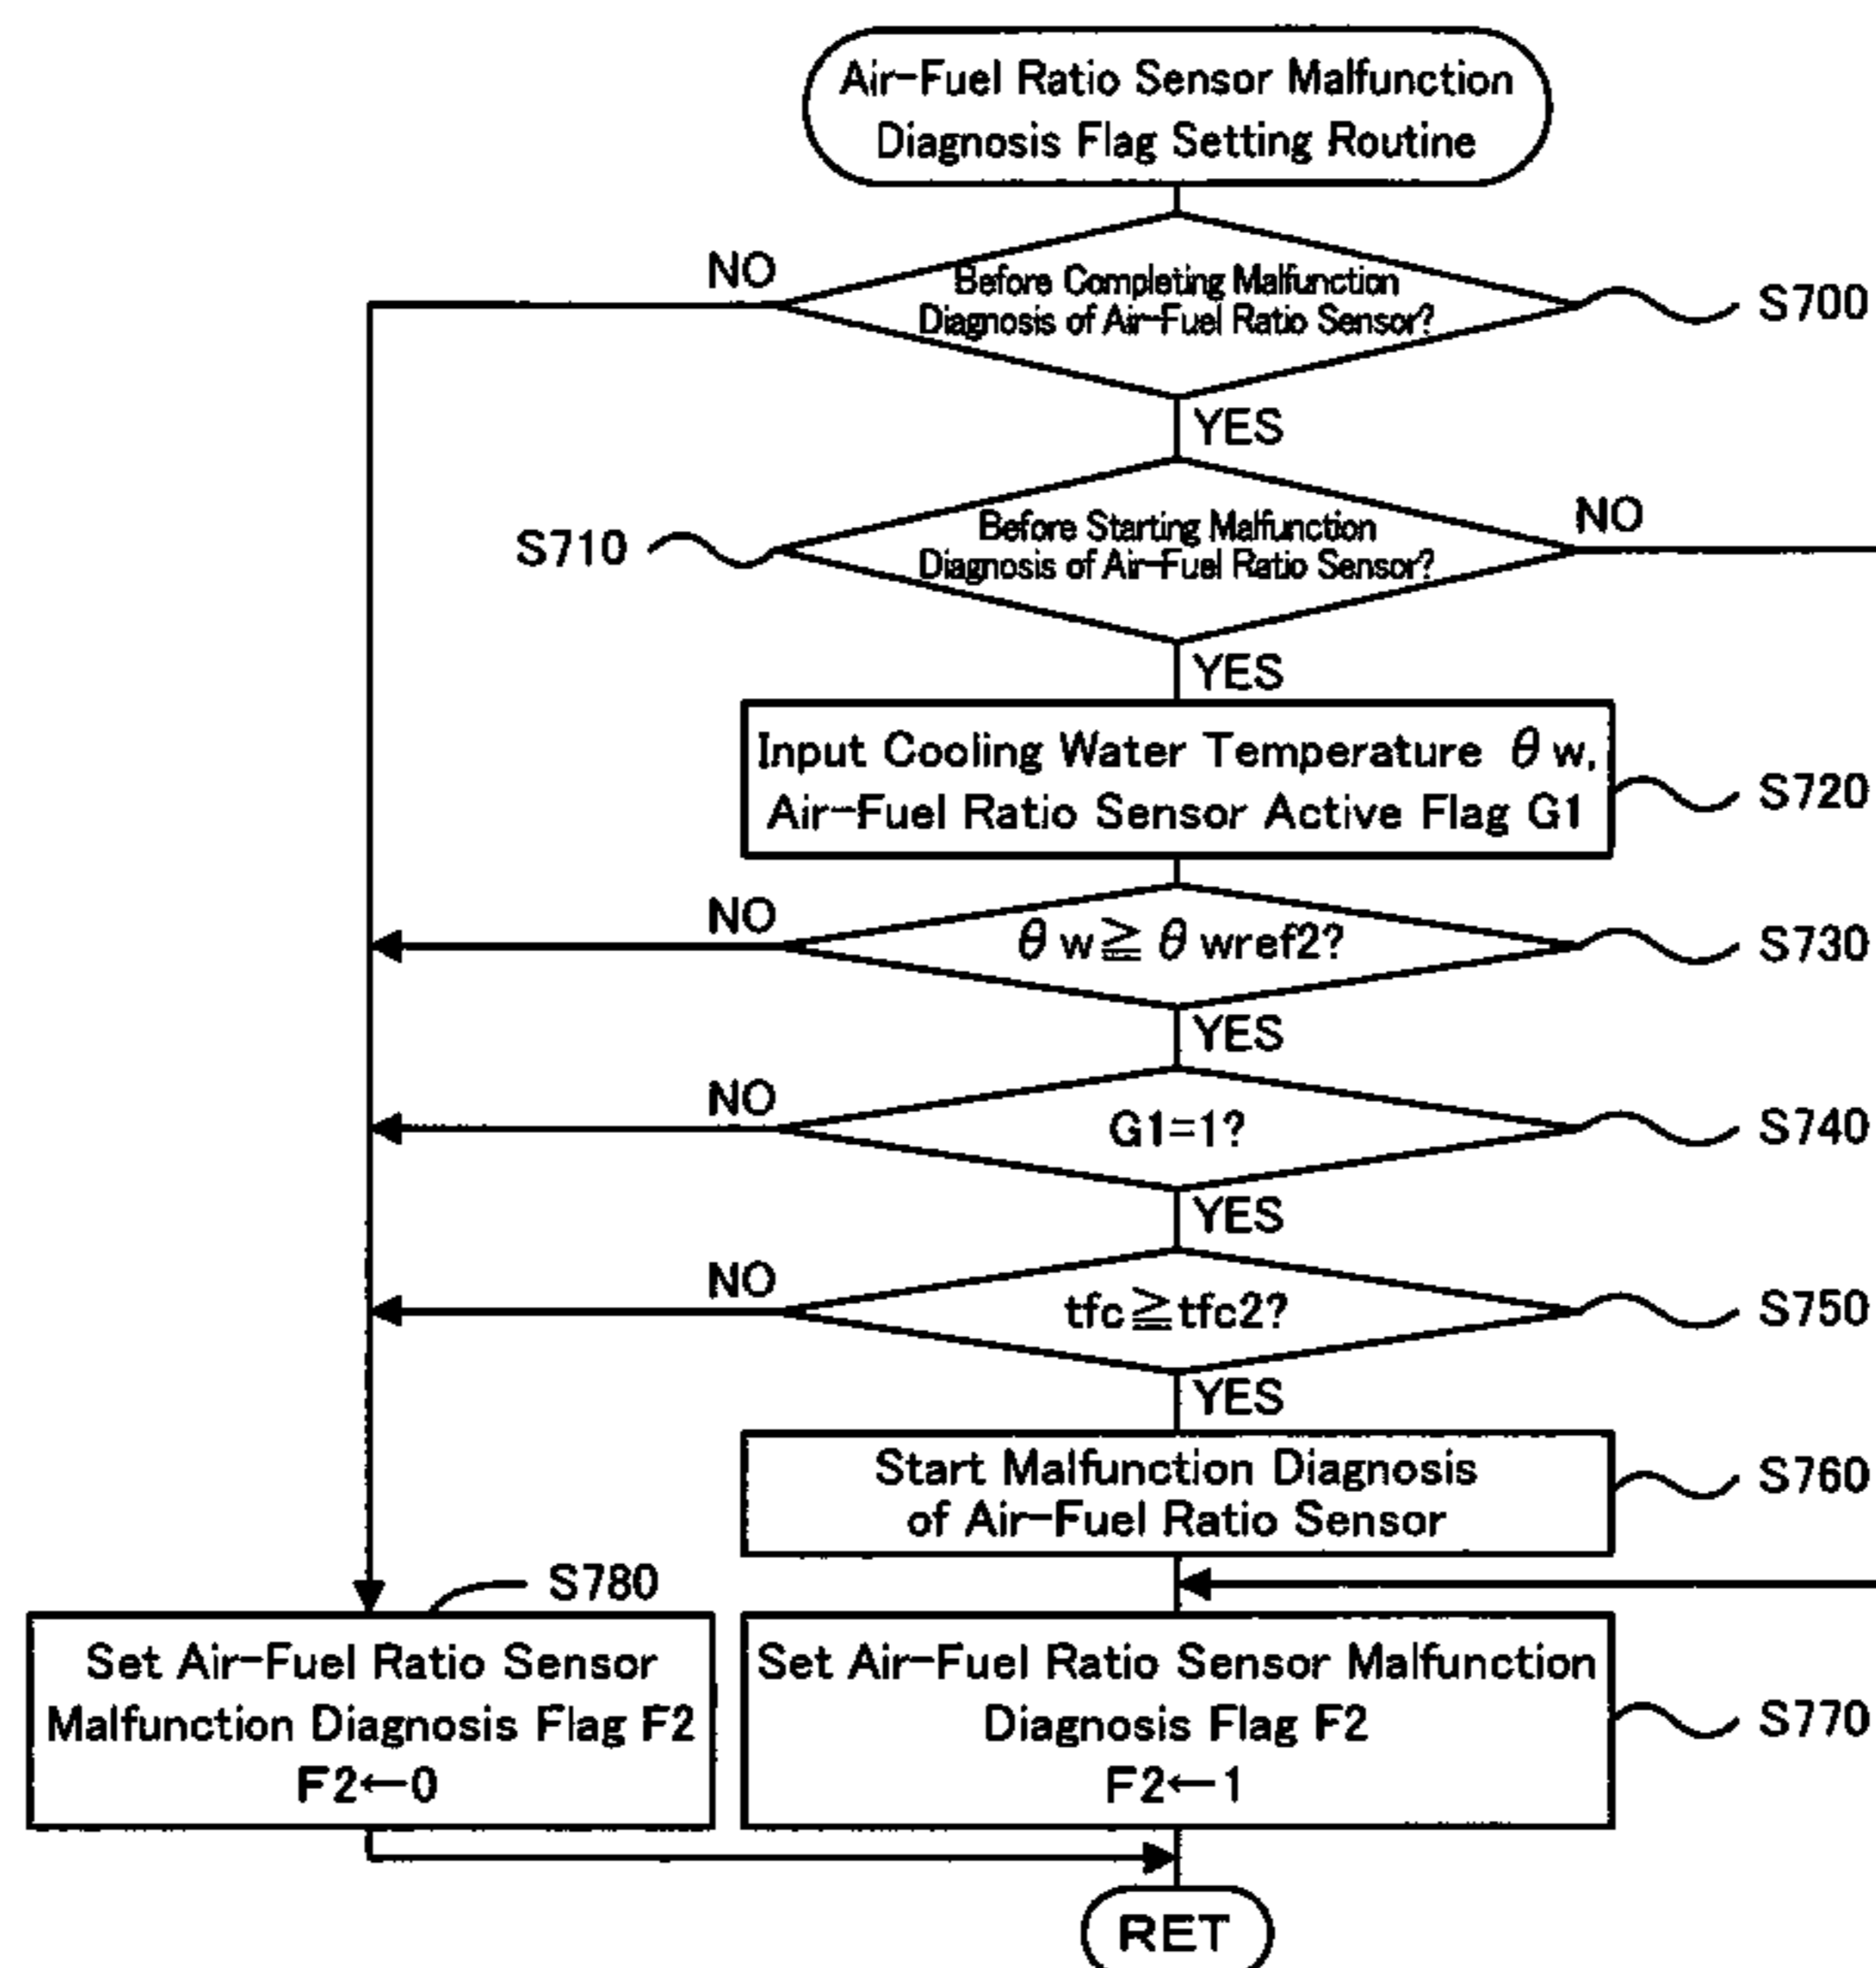 Air-Fuel Ratio Sensor Malfunction
Diagnosis Flag Setting Routine
NO
Before Completing Malfunction
Diagnosis of Air-Fuel Ratio Sensor?
S700
YES
S710
Before Starting Malfunction
Diagnosis of Air-Fuel Ratio Sensor?
NO
YES
Input Cooling Water Temperature θw,
Air-Fuel Ratio Sensor Active Flag G1
S720
NO
θw≧θwref2?
S730
YES
NO
G1=1?
S740
YES
NO
tfc≧tfc2?
S750
YES
Start Malfunction Diagnosis
of Air-Fuel Ratio Sensor
S760
S780
Set Air-Fuel Ratio Sensor
Malfunction Diagnosis Flag F2
F2←0
Set Air-Fuel Ratio Sensor Malfunction
Diagnosis Flag F2
F2←1
S770
RET